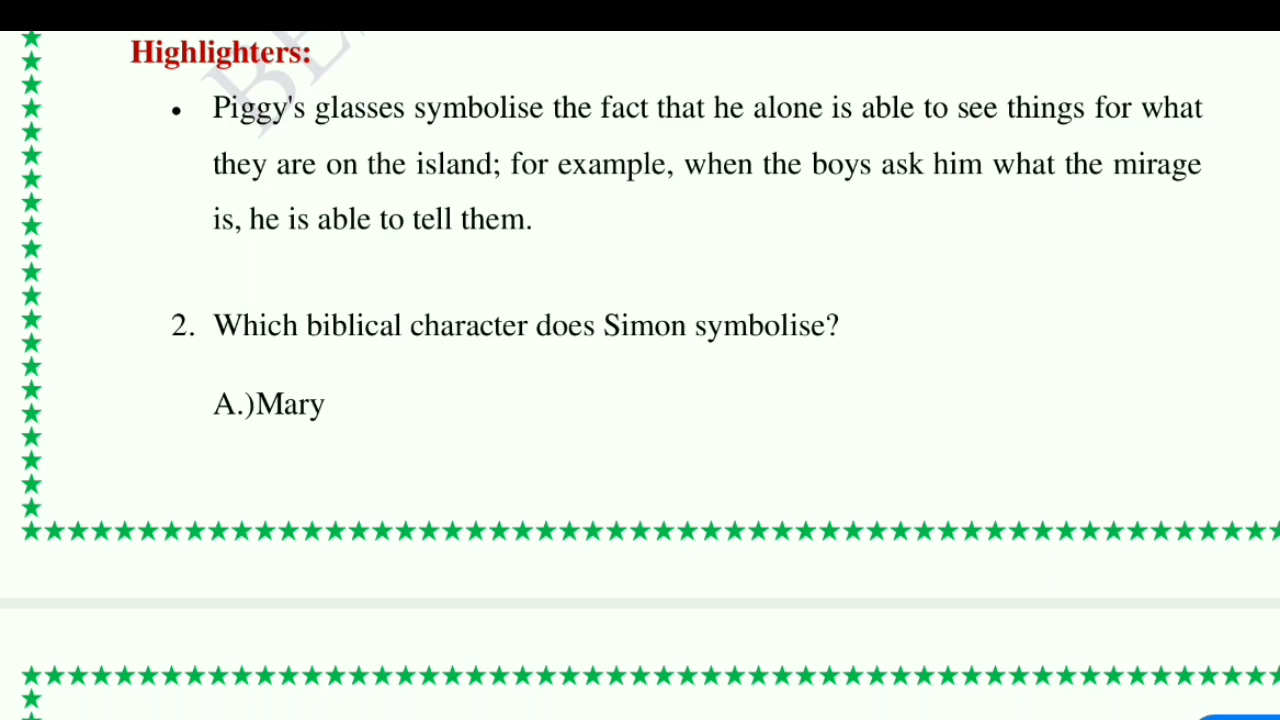 Highlighters:
• Piggy's glasses symbolise the fact that he alone is able to see things for what
they are on the island; for example, when the boys ask him what the mirage
is, he is able to tell them.
2. Which biblical character does Simon symbolise?
A.)Mary